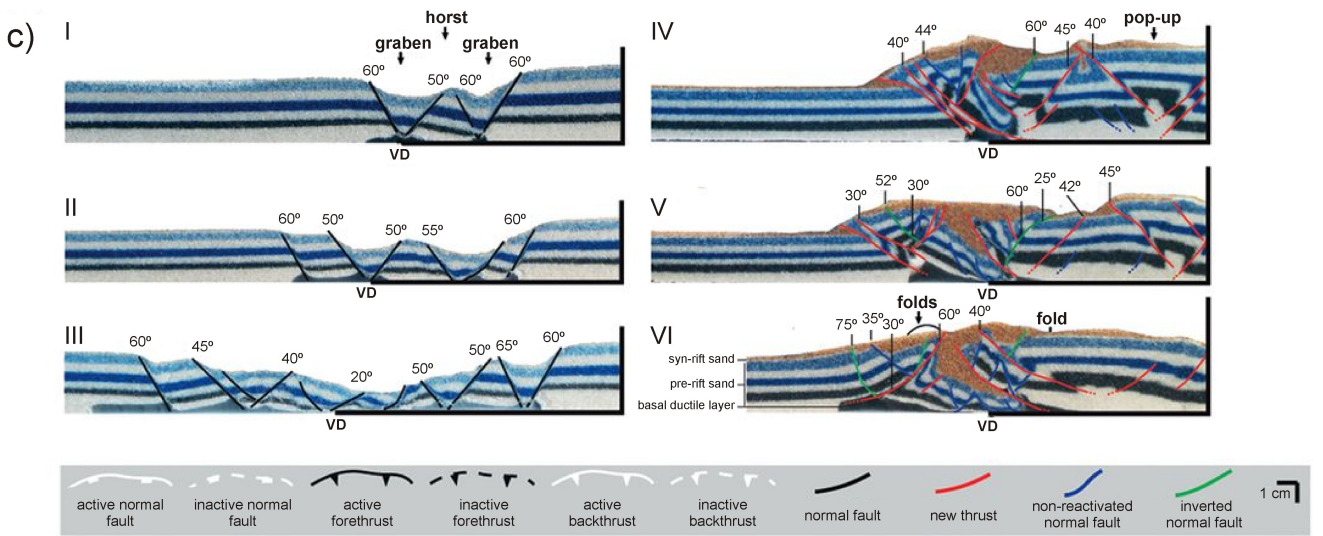 c)
I
horst
graben
graben
60º
50º
60º
60º
VD
II
60º
50º
50º
55º
60º
VD
III
60º
45º
40º
20º
50º
50º
65º
60º
VD
IV
40º
44º
60º
45º
40º
pop-up
VD
V
30º
52º
30º
60º
25º
42º
45º
VD
VI
folds
fold
75º
35º
30º
60º
40º
syn-rift sand
pre-rift sand
basal ductile layer
VD
active normal
fault
inactive normal
fault
active
forethrust
inactive
forethrust
active
backthrust
inactive
backthrust
normal fault
new thrust
non-reactivated
normal fault
inverted
normal fault
1 cm